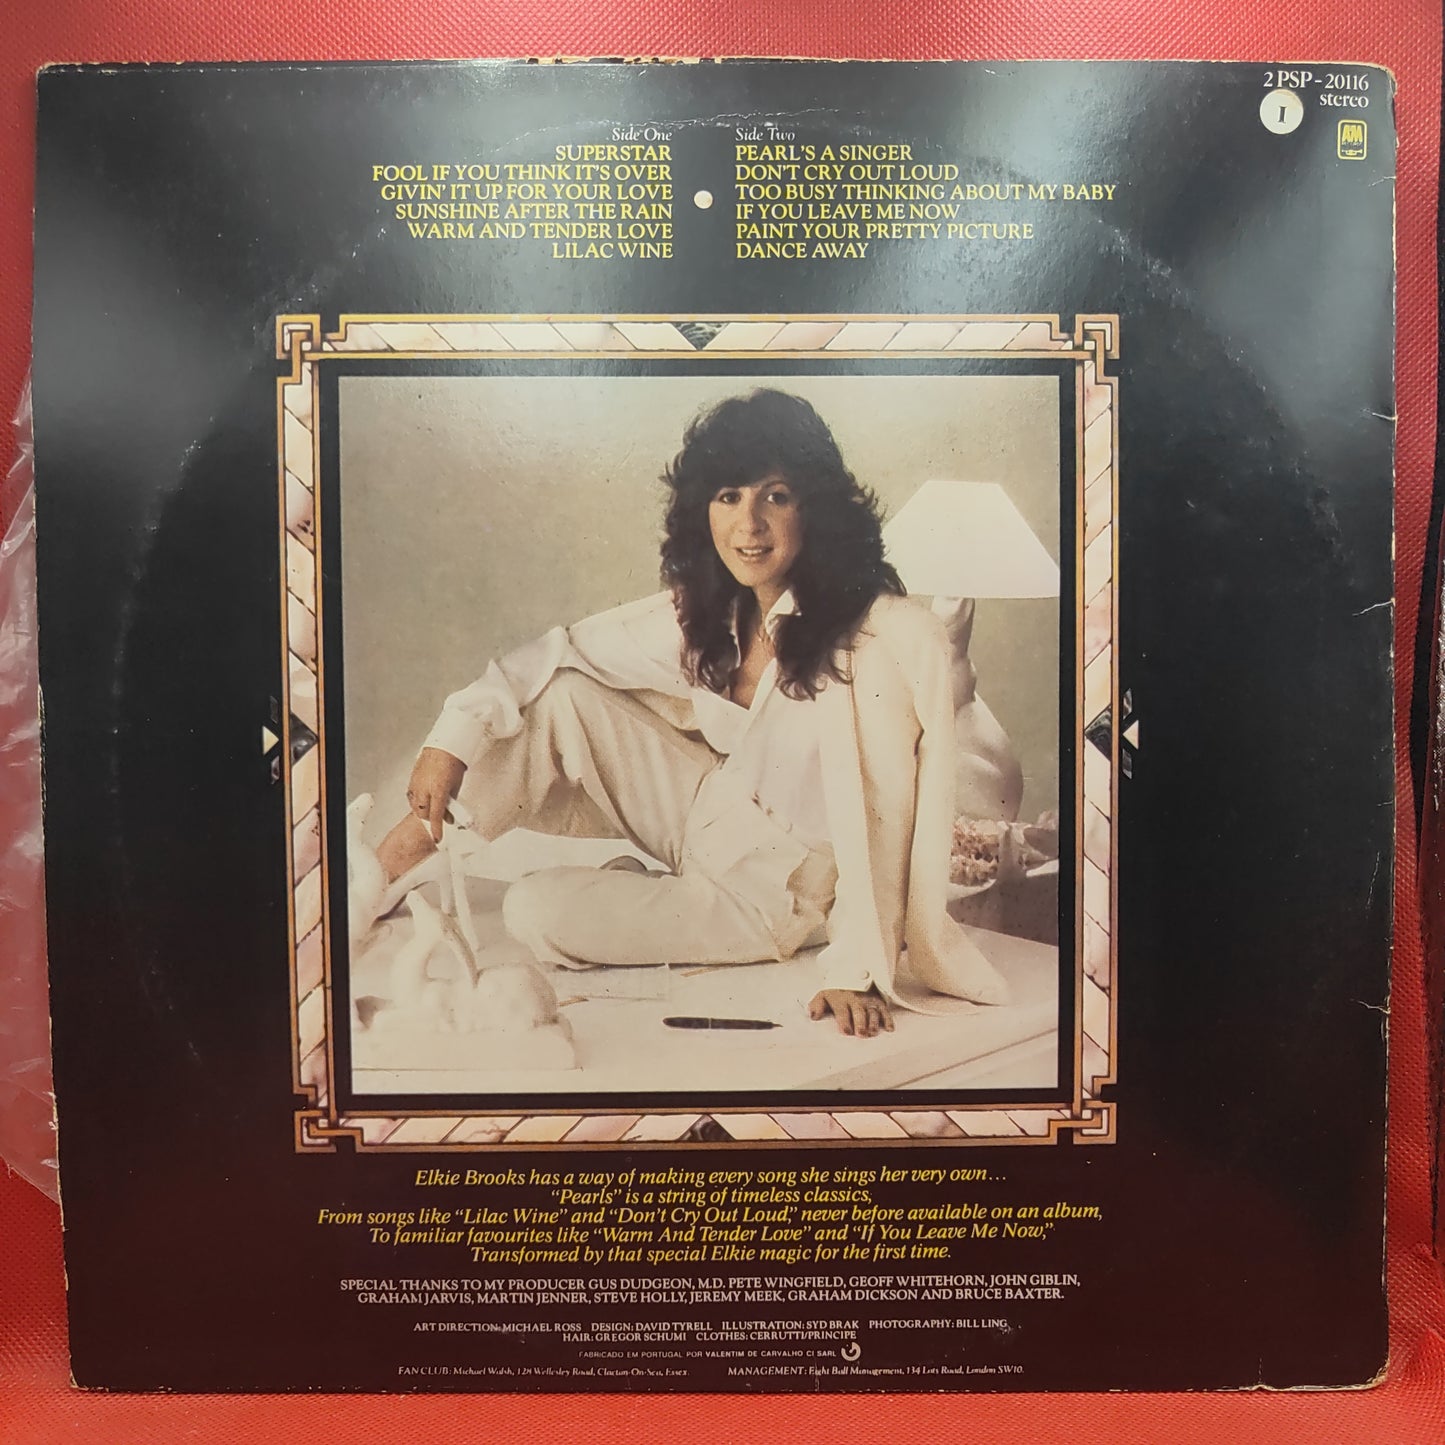 2 PSP-20116
stereo
I
A&M
Side One
SUPERSTAR
FOOL IF YOU THINK IT'S OVER
GIVIN' IT UP FOR YOUR LOVE
SUNSHINE AFTER THE RAIN
WARM AND TENDER LOVE
LILAC WINE
Side Two
PEARL'S A SINGER
DON'T CRY OUT LOUD
TOO BUSY THINKING ABOUT MY BABY
IF YOU LEAVE ME NOW
PAINT YOUR PRETTY PICTURE
DANCE AWAY
Elkie Brooks has a way of making every song she sings her very own...
"Pearls" is a string of timeless classics,
From songs like "Lilac Wine" and "Don't Cry Out Loud," never before available on an album,
To familiar favourites like "Warm And Tender Love" and "If You Leave Me Now,"
Transformed by that special Elkie magic for the first time.
SPECIAL THANKS TO MY PRODUCER GUS DUDGEON, M.D. PETE WINGFIELD, GEOFF WHITEHORN, JOHN GIBLIN,
GRAHAM JARVIS, MARTIN JENNER, STEVE HOLLY, JEREMY MEEK, GRAHAM DICKSON AND BRUCE BAXTER.
ART DIRECTION: MICHAEL ROSS DESIGN: DAVID TYRELL ILLUSTRATION: SYD BRAK PHOTOGRAPHY: BILL LING
HAIR: GREGOR SCHUMI CLOTHES: CERRUTTI/PRINCIPE
FABRICADO EM PORTUGAL POR VALENTIM DE CARVALHO CI SARL
FAN CLUB: Michael Walsh, 128 Wellesley Road, Clacton-On-Sea, Essex. MANAGEMENT: Eight Ball Management, 134 Lots Road, London SW10.